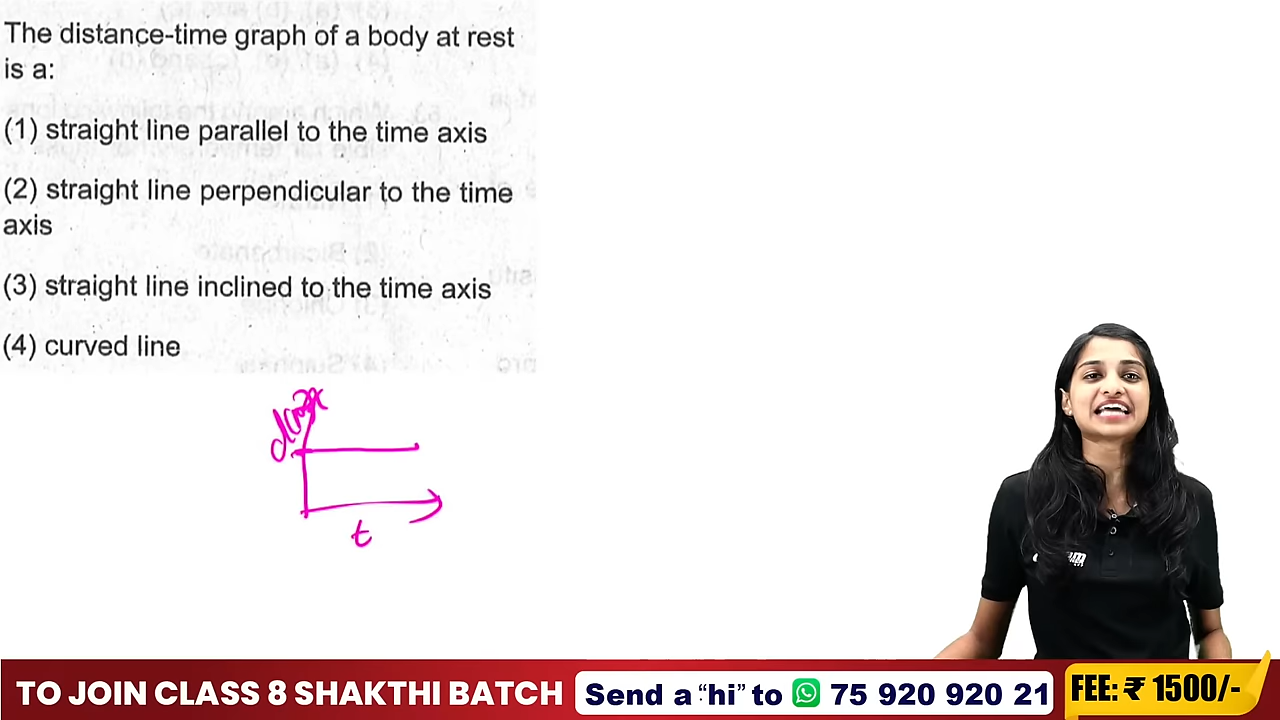 The distance-time graph of a body at rest
is a:
(1) straight line parallel to the time axis
(2) straight line perpendicular to the time
axis
(3) straight line inclined to the time axis
(4) curved line
t
TO JOIN CLASS 8 SHAKTHI BATCH
Send a “hi” to 75 920 920 21
FEE: ₹ 1500/-